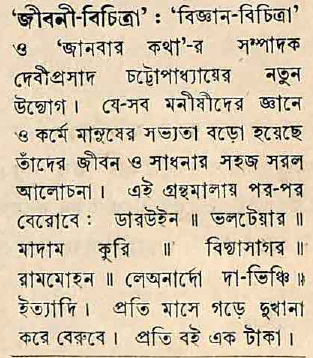 ‘জীবনী-বিচিত্রা’ : ‘বিজ্ঞান-বিচিত্রা’
ও ‘জানবার কথা’-র সম্পাদক
দেবীপ্রসাদ চট্টোপাধ্যায়ের নতুন
উদ্যোগ। যে-সব মনীষীদের জ্ঞানে
ও কর্মে মানুষের সভ্যতা বড়ো হয়েছে
তাঁদের জীবন ও সাধনার সহজ সরল
আলোচনা। এই গ্রন্থমালায় পর-পর
বেরোবে : ডারউইন ॥ ভলটেয়ার ॥
মাদাম কুরি ॥ বিদ্যাসাগর ॥
রামমোহন ॥ লেঅনার্দো দা-ভিঞ্চি ॥
ইত্যাদি। প্রতি মাসে গড়ে দুখানা
করে বেরুবে। প্রতি বই এক টাকা।